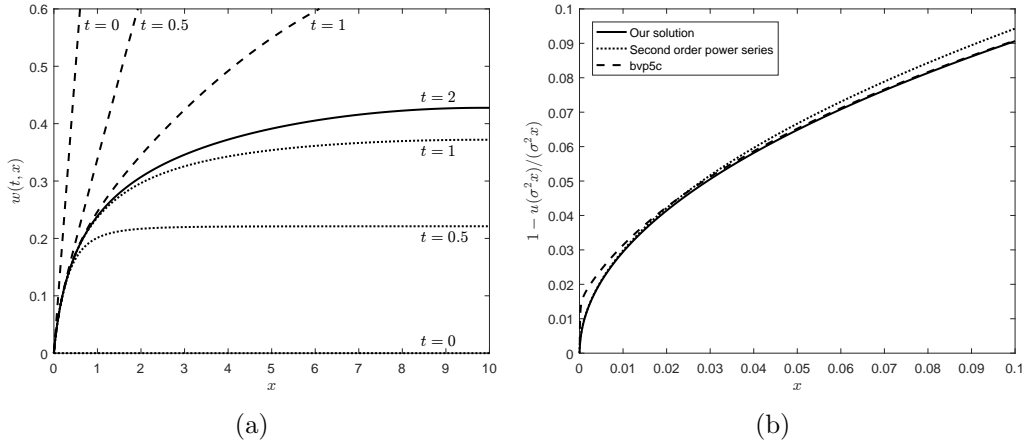 0.6
0.5
0.4
0.3
0.2
0.1
0
w(t, x)
t = 0
t = 0.5
t = 1
t = 2
t = 1
t = 0.5
t = 0
0 1 2 3 4 5 6 7 8 9 10
x
(a)
0.1
0.09
0.08
0.07
0.06
0.05
0.04
0.03
0.02
0.01
0
1 − u(σ²x)/(σ²x)
Our solution
Second order power series
bvp5c
0 0.01 0.02 0.03 0.04 0.05 0.06 0.07 0.08 0.09 0.1
x
(b)